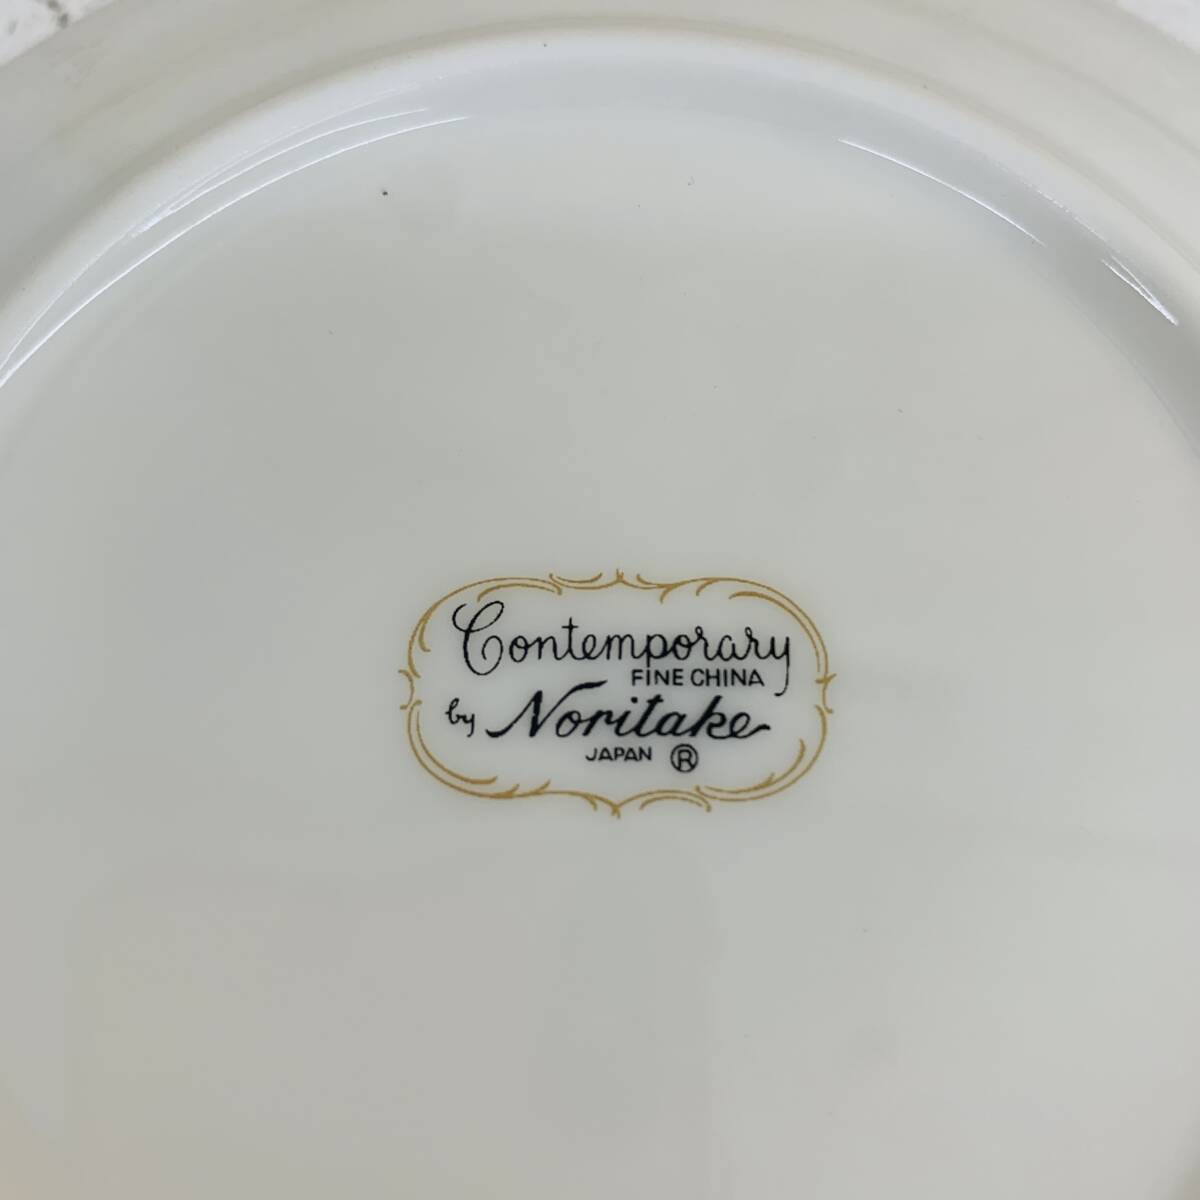 Contemporary
FINE CHINA
by Noritake
JAPAN ®